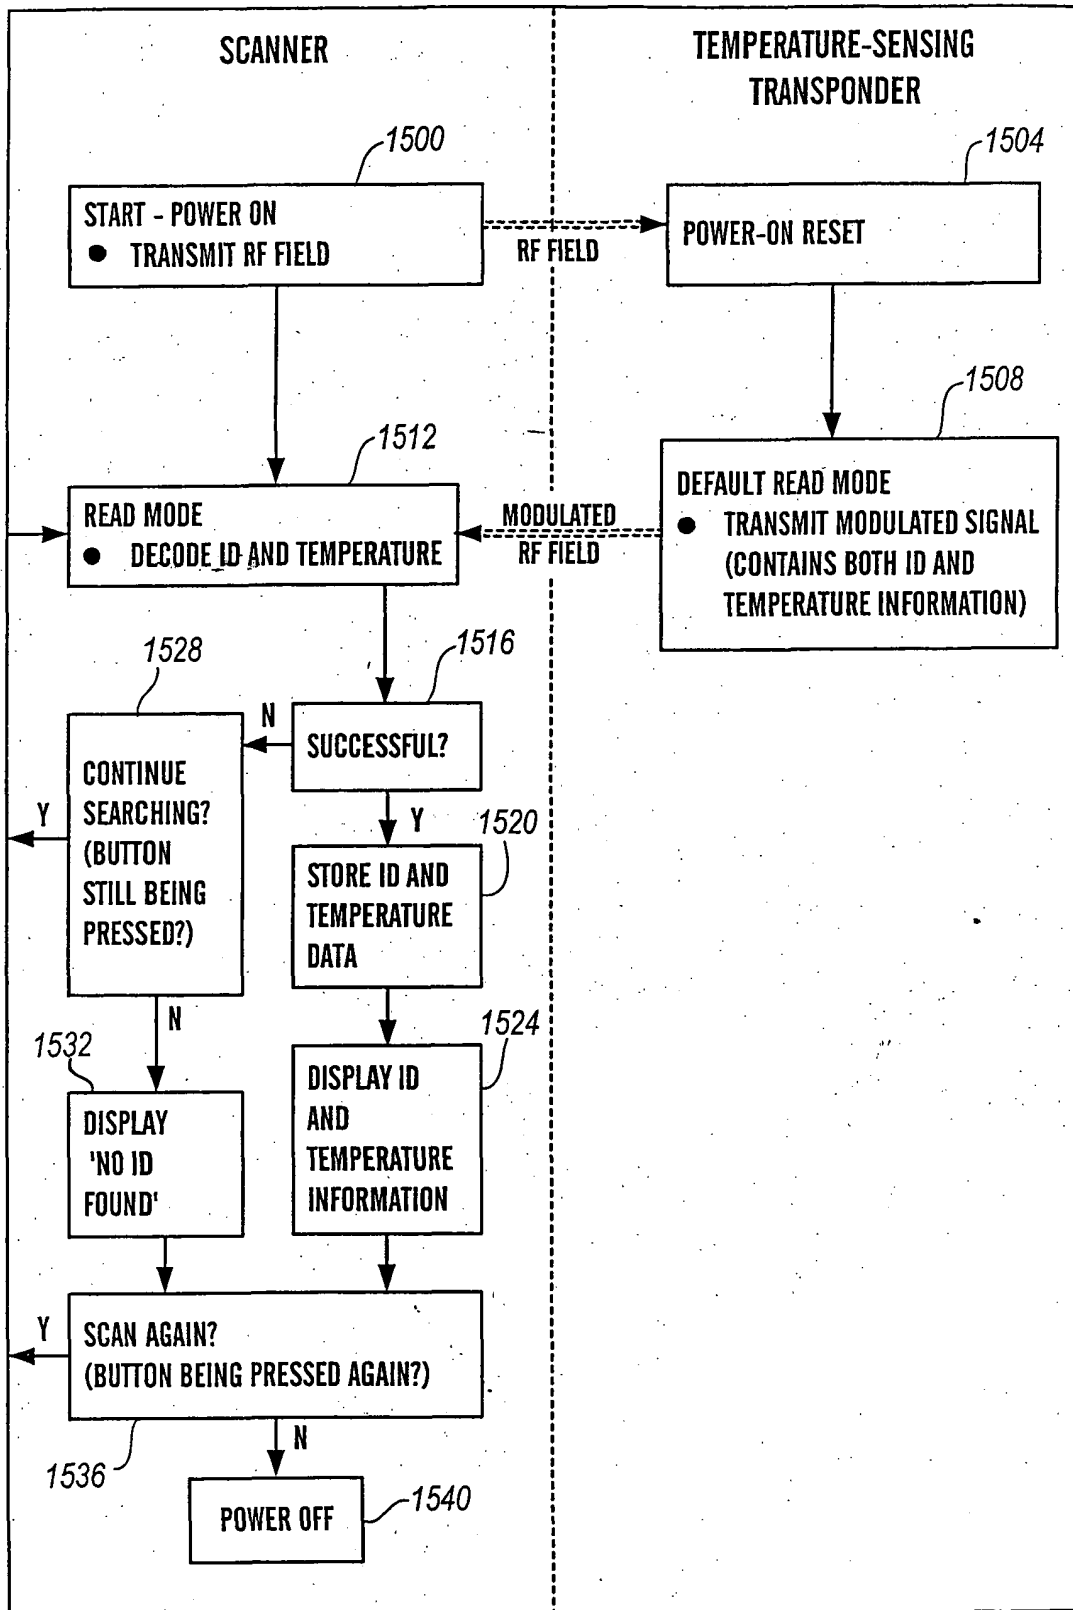 SCANNER
TEMPERATURE-SENSING
TRANSPONDER
1500
1504
START - POWER ON
● TRANSMIT RF FIELD
RF FIELD
POWER-ON RESET
1508
1512
READ MODE
● DECODE ID AND TEMPERATURE
MODULATED
RF FIELD
DEFAULT READ MODE
● TRANSMIT MODULATED SIGNAL
(CONTAINS BOTH ID AND
TEMPERATURE INFORMATION)
1528
1516
N
SUCCESSFUL?
CONTINUE
SEARCHING?
(BUTTON
STILL BEING
PRESSED?)
Y
Y
1520
STORE ID AND
TEMPERATURE
DATA
N
1532
1524
DISPLAY
'NO ID
FOUND'
DISPLAY ID
AND
TEMPERATURE
INFORMATION
Y
SCAN AGAIN?
(BUTTON BEING PRESSED AGAIN?)
N
1536
POWER OFF
1540